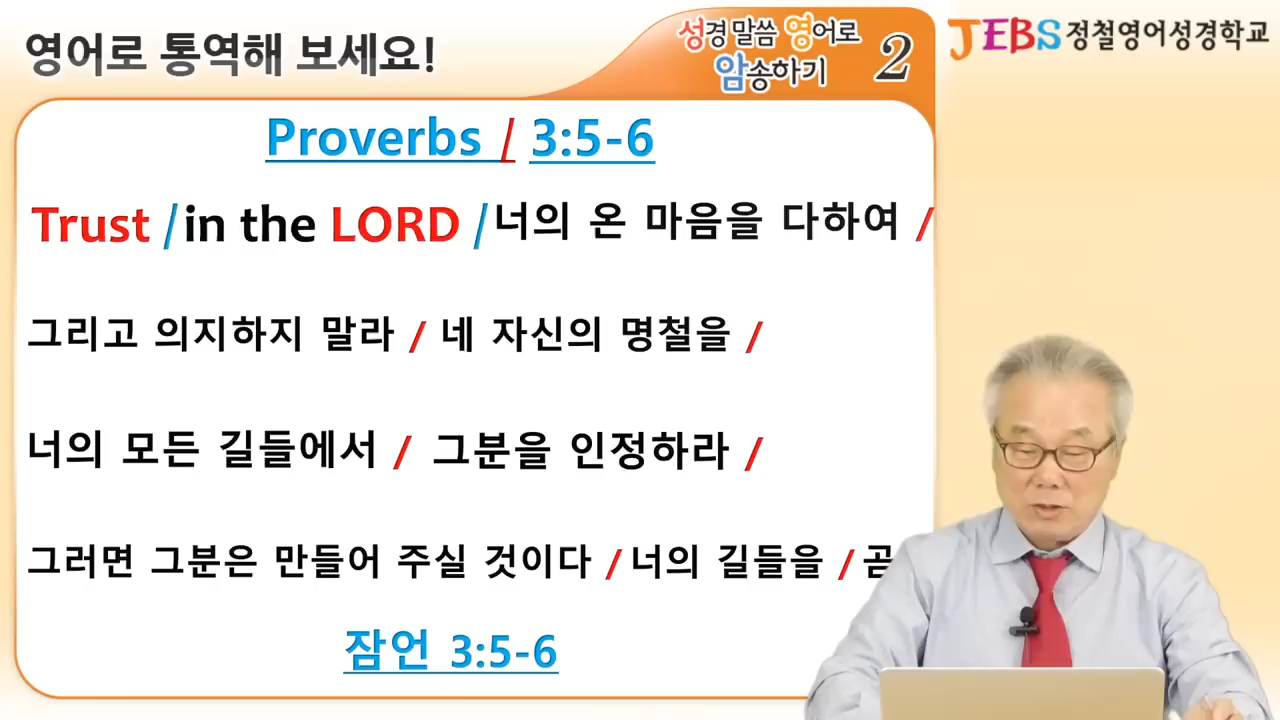 영어로 통역해 보세요!
성경 말씀 영어로
암송하기
2
JEBS 정철영어성경학교
Proverbs / 3:5-6
Trust / in the LORD / 너의 온 마음을 다하여 /
그리고 의지하지 말라 / 네 자신의 명철을 /
너의 모든 길들에서 / 그분을 인정하라 /
그러면 그분은 만들어 주실 것이다 / 너의 길들을 / 곧
잠언 3:5-6